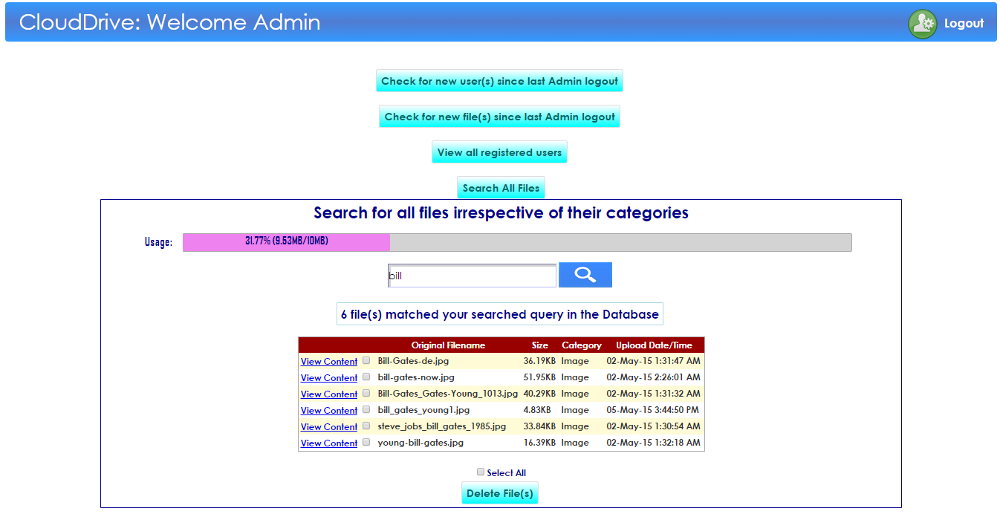 CloudDrive: Welcome Admin Logout
Check for new user(s) since last Admin logout
Check for new file(s) since last Admin logout
View all registered users
Search All Files
Search for all files irrespective of their categories
Usage: 31.77% (9.53MB/10MB)
bill
6 file(s) matched your searched query in the Database
Original Filename Size Category Upload Date/Time
View Content Bill-Gates-de.jpg 36.19KB Image 02-May-15 1:31:47 AM
View Content bill-gates-now.jpg 51.95KB Image 02-May-15 2:26:01 AM
View Content Bill-Gates_Gates-Young_1013.jpg 40.29KB Image 02-May-15 1:31:32 AM
View Content bill_gates_young1.jpg 4.83KB Image 05-May-15 3:44:50 PM
View Content steve_jobs_bill_gates_1985.jpg 33.84KB Image 02-May-15 1:30:54 AM
View Content young-bill-gates.jpg 16.39KB Image 02-May-15 1:32:18 AM
Select All
Delete File(s)